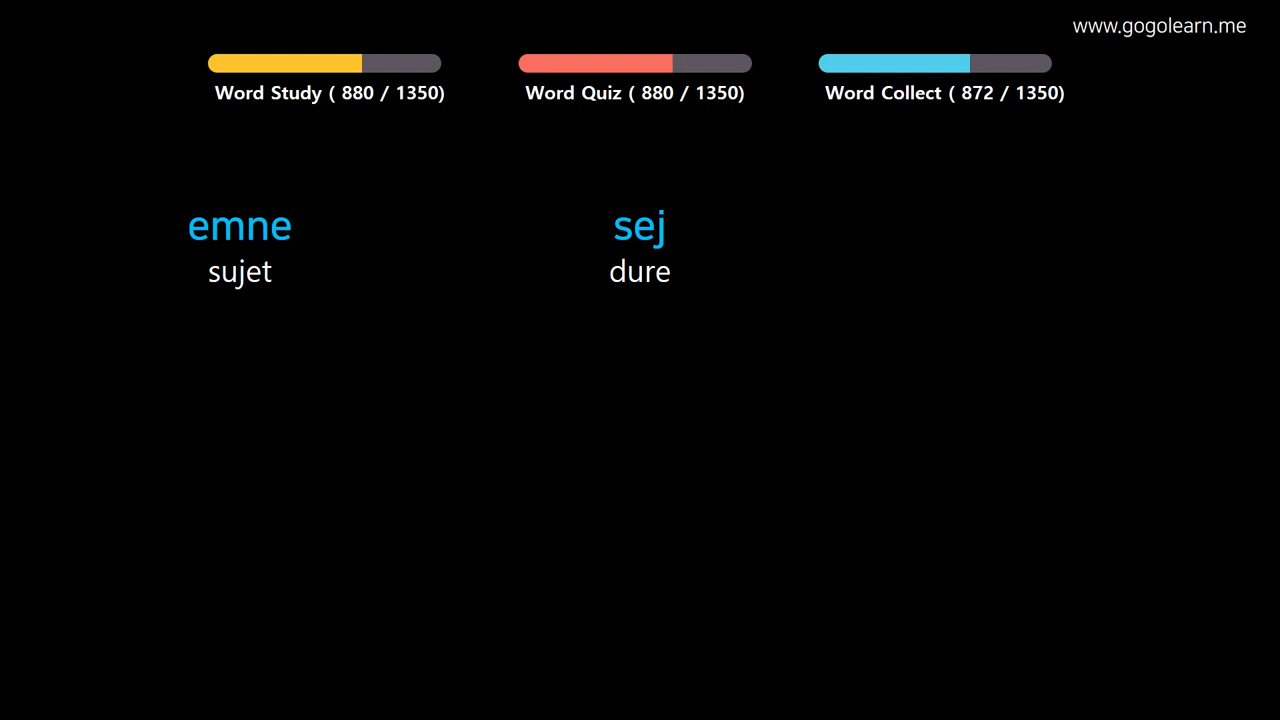 www.gogolearn.me
Word Study ( 880 / 1350)
Word Quiz ( 880 / 1350)
Word Collect ( 872 / 1350)
emne
sujet
sej
dure